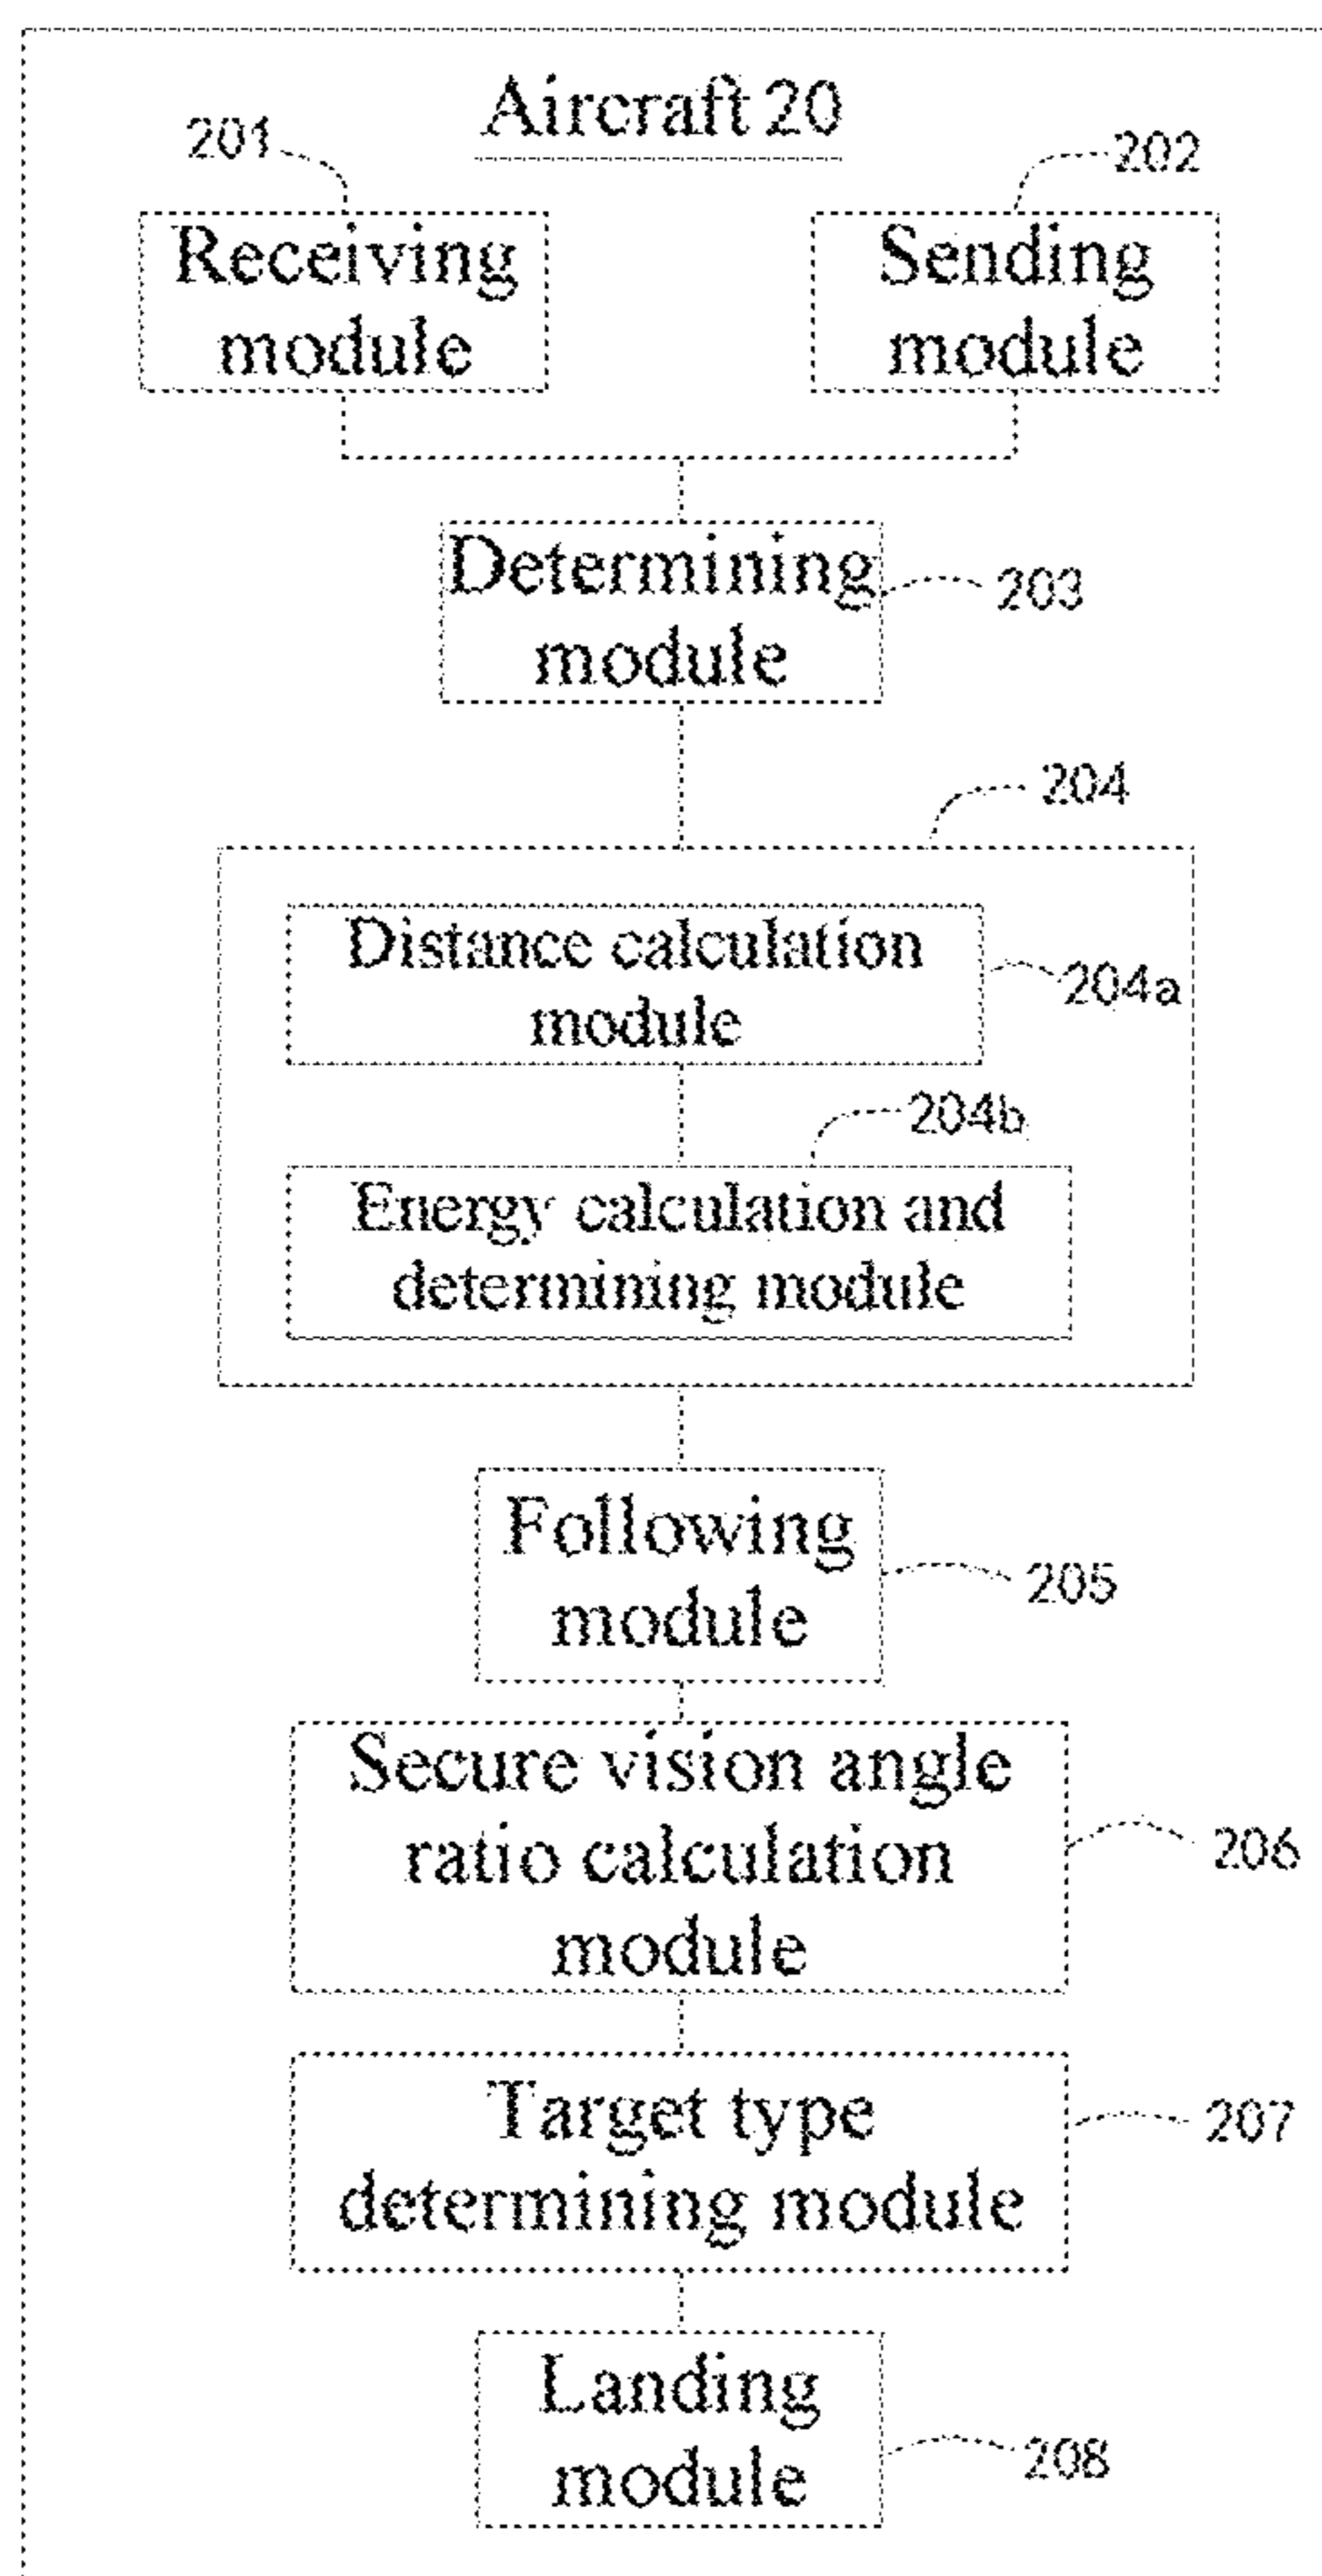 Aircraft 20
201
202
Receiving
module
Sending
module
Determining
module
203
204
Distance calculation
module
204a
204b
Energy calculation and
determining module
Following
module
205
Secure vision angle
ratio calculation
module
206
Target type
determining module
207
Landing
module
208